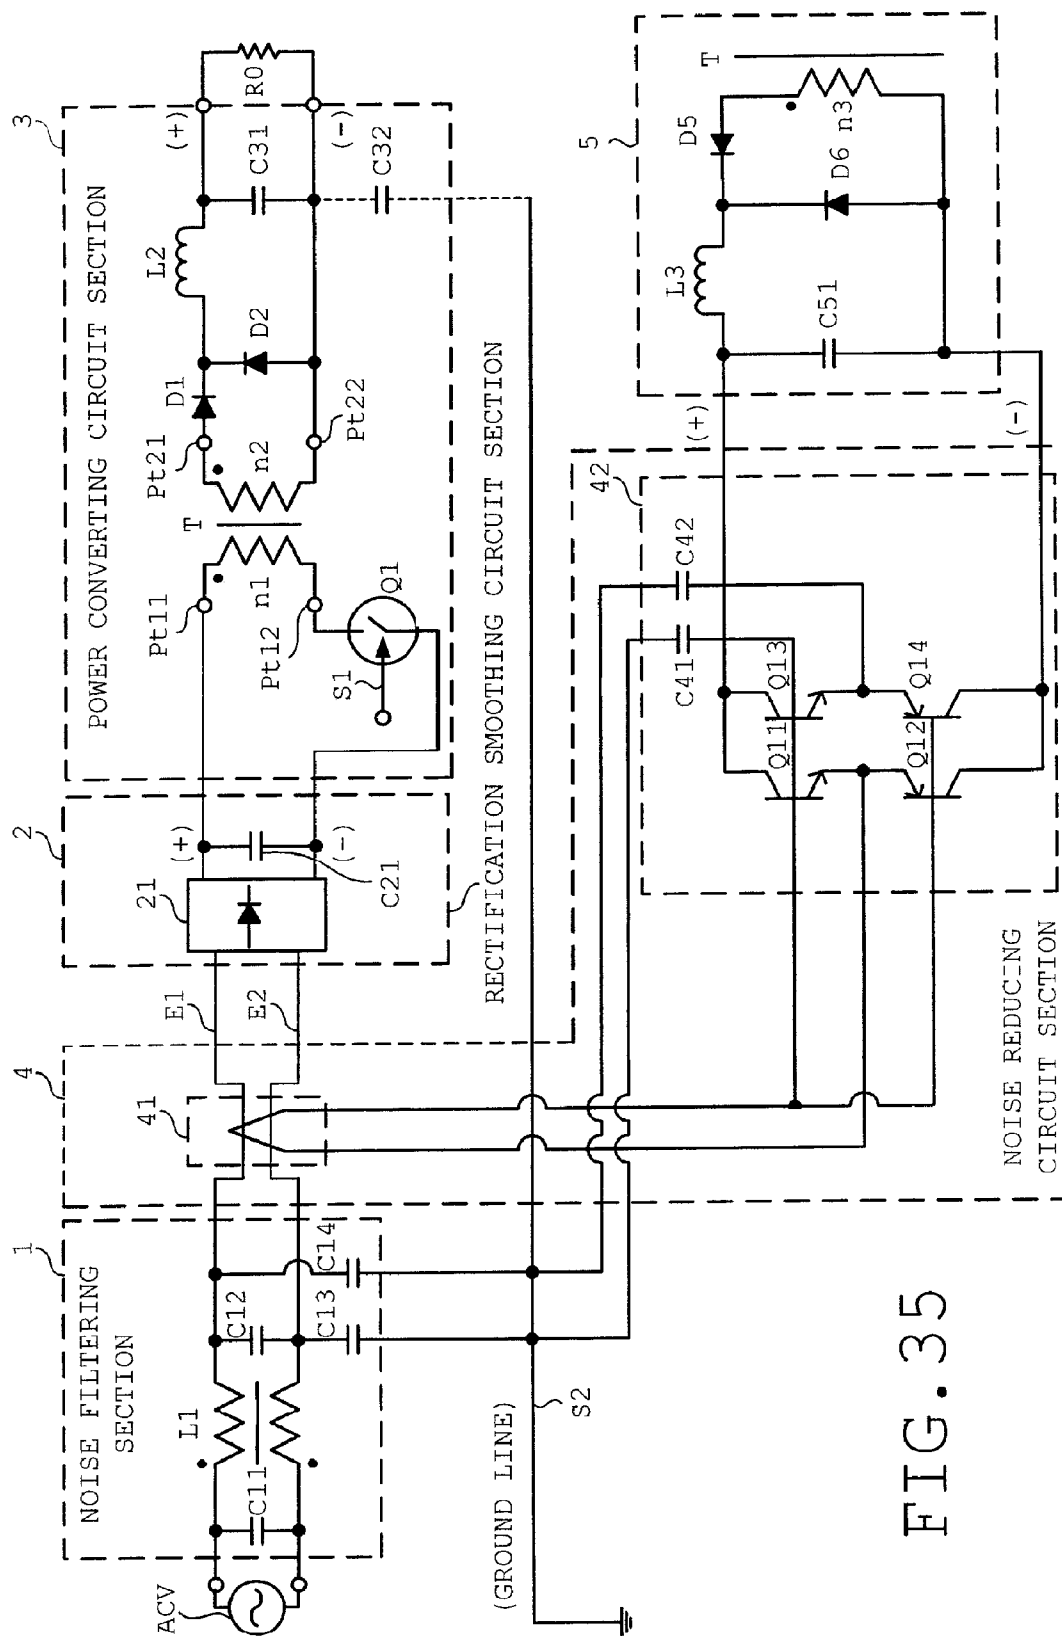 3
POWER CONVERTING CIRCUIT SECTION
Pt11
Pt12
n1
T
n2
Pt21
Pt22
D1
D2
L2
C31
C32
(+)
(-)
R0
S1
Q1
2
21
(+)
(-)
C21
RECTIFICATION SMOOTHING CIRCUIT SECTION
E1
E2
4
41
1
NOISE FILTERING
SECTION
ACV
C11
L1
C12
C13
C14
(GROUND LINE)
S2
NOISE REDUCING
CIRCUIT SECTION
42
C41
C42
Q11
Q13
Q12
Q14
(+)
(-)
5
L3
C51
D5
D6
n3
T
FIG.35